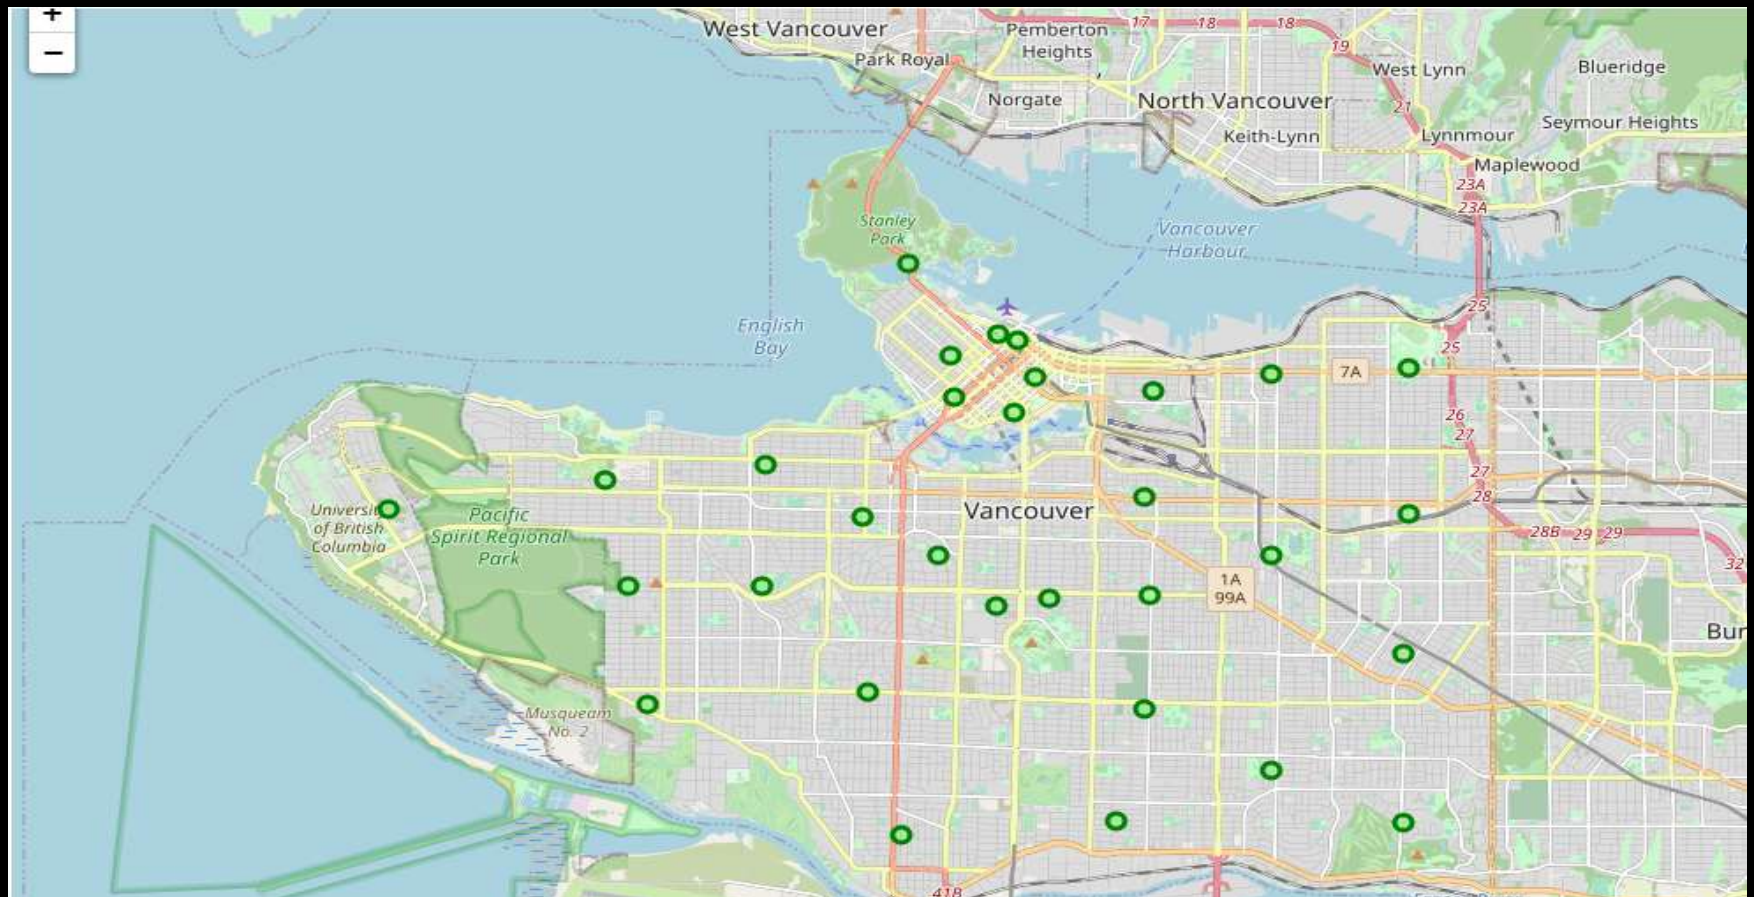 +
−
West Vancouver
Pemberton
Heights
17
18
18
19
Park Royal
West Lynn
Blueridge
Norgate
North Vancouver
21
Keith-Lynn
Lynnmour
Seymour Heights
Maplewood
23A
23A
Stanley
Park
Vancouver
Harbour
25
English
Bay
25
7A
26
27
27
28
University
of British
Columbia
Pacific
Spirit Regional
Park
Vancouver
28B
29
29
32
1A
99A
Bur
Musqueam
No. 2
41B